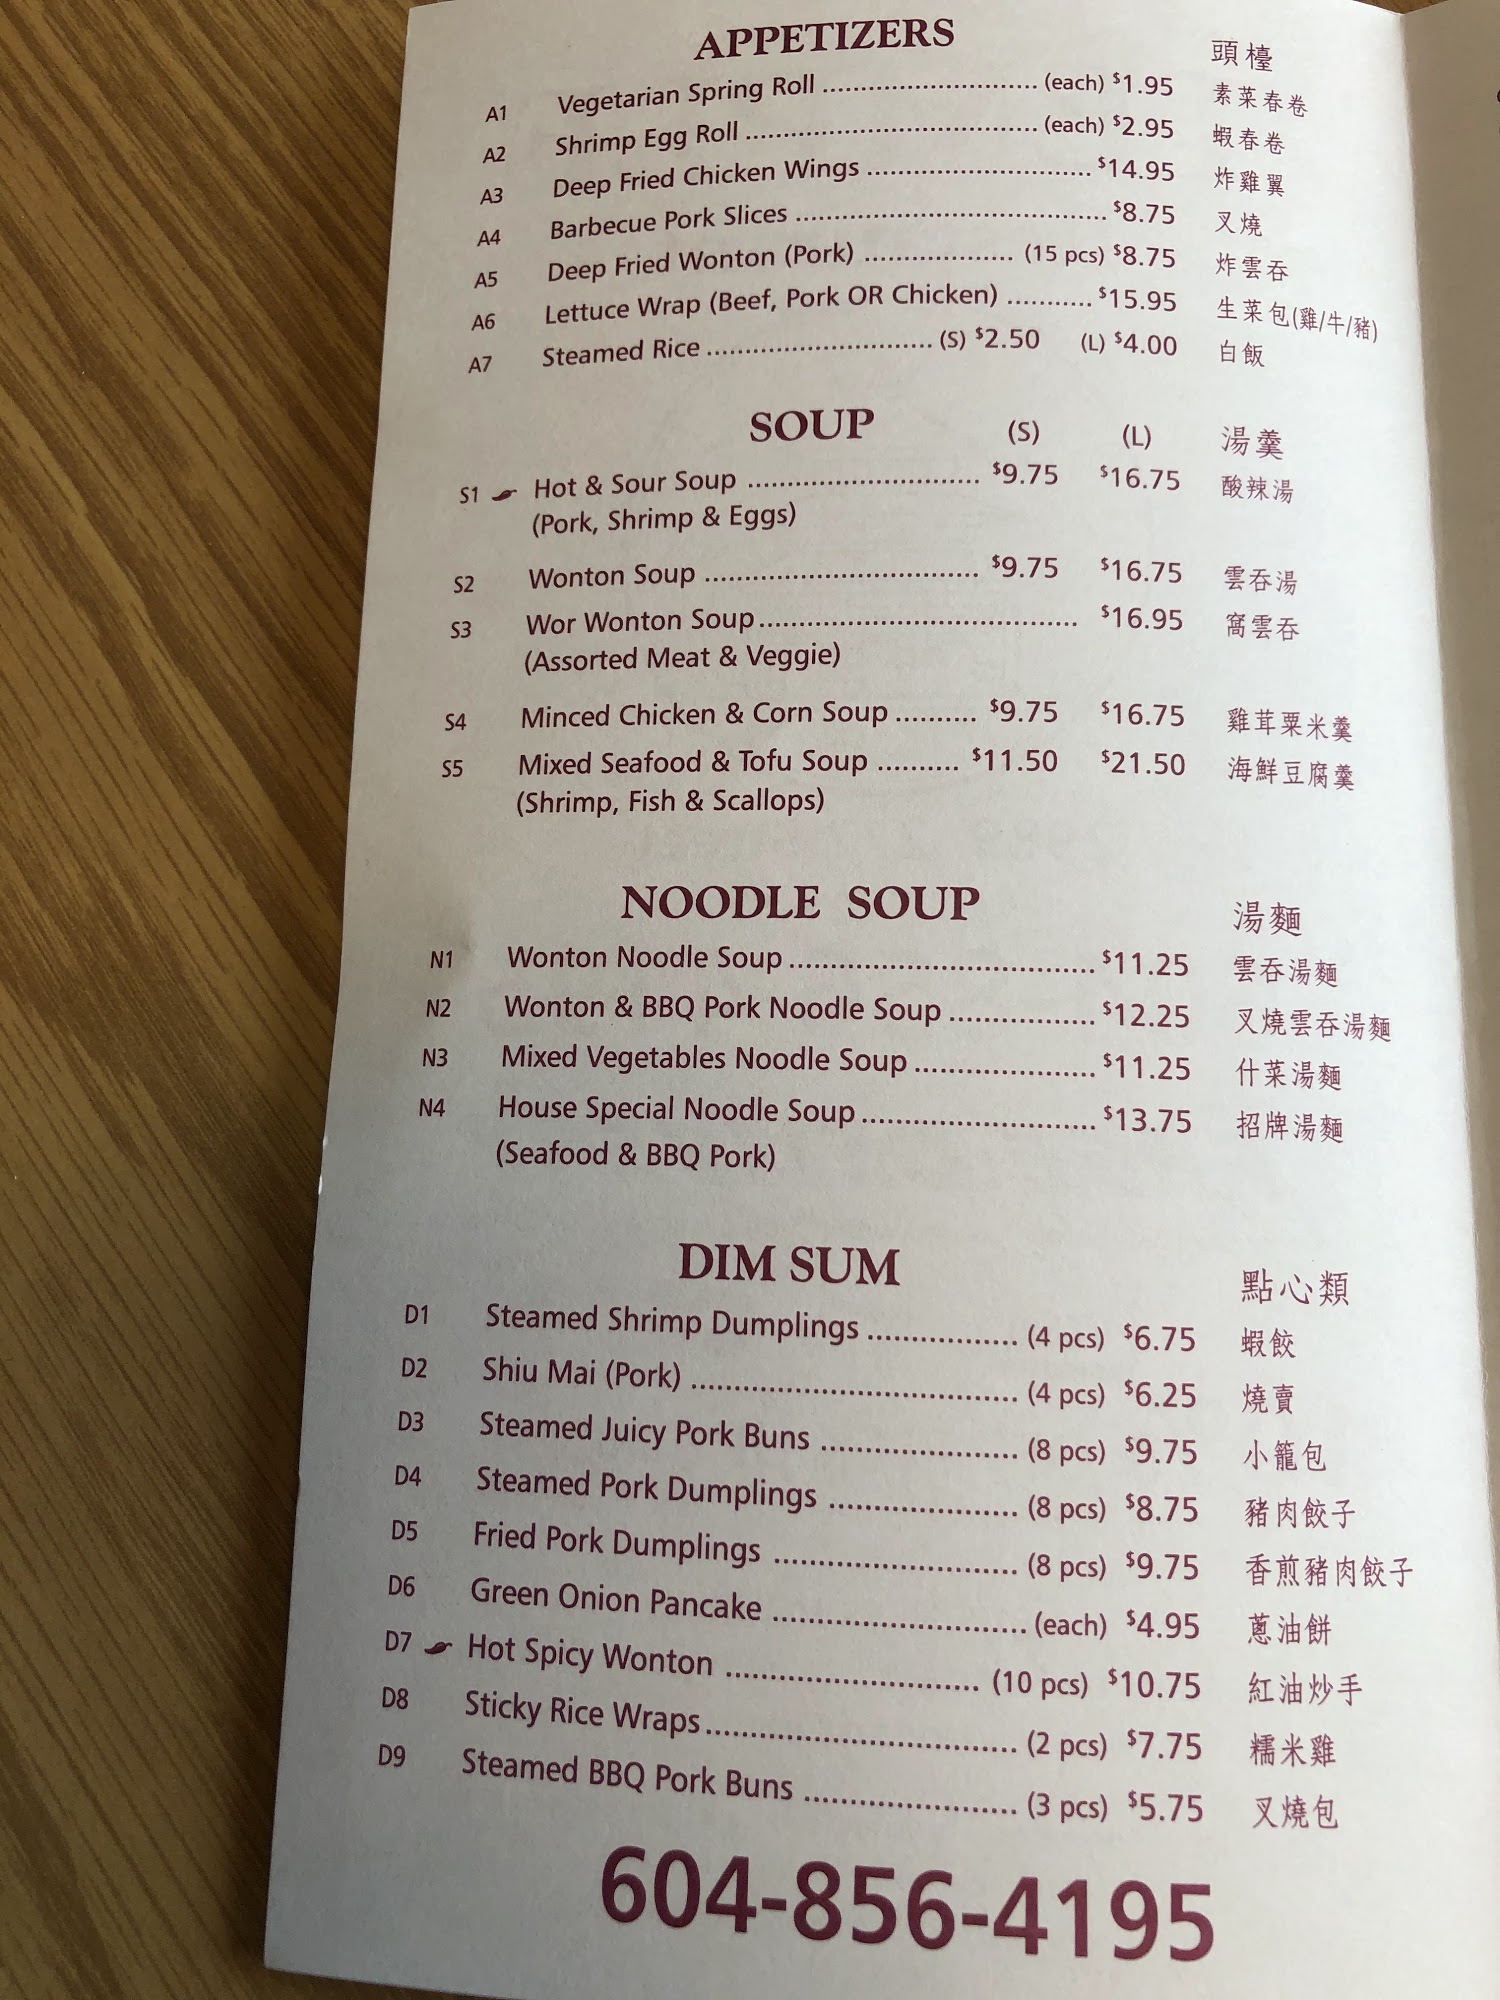 APPETIZERS 頭檯
A1 Vegetarian Spring Roll ........................... (each) $1.95 素菜春卷
A2 Shrimp Egg Roll ..................................... (each) $2.95 蝦春卷
A3 Deep Fried Chicken Wings ............................ $14.95 炸雞翼
A4 Barbecue Pork Slices ....................................... $8.75 叉燒
A5 Deep Fried Wonton (Pork) ................... (15 pcs) $8.75 炸雲吞
A6 Lettuce Wrap (Beef, Pork OR Chicken) ........... $15.95 生菜包(雞/牛/豬)
A7 Steamed Rice ............................. (S) $2.50 (L) $4.00 白飯
SOUP (S) (L) 湯羹
S1 Hot & Sour Soup ............................. $9.75 $16.75 酸辣湯
(Pork, Shrimp & Eggs)
S2 Wonton Soup .................................. $9.75 $16.75 雲吞湯
S3 Wor Wonton Soup........................................ $16.95 窩雲吞
(Assorted Meat & Veggie)
S4 Minced Chicken & Corn Soup .......... $9.75 $16.75 雞茸粟米羹
S5 Mixed Seafood & Tofu Soup .......... $11.50 $21.50 海鮮豆腐羹
(Shrimp, Fish & Scallops)
NOODLE SOUP 湯麵
N1 Wonton Noodle Soup ..................................... $11.25 雲吞湯麵
N2 Wonton & BBQ Pork Noodle Soup ................. $12.25 叉燒雲吞湯麵
N3 Mixed Vegetables Noodle Soup ..................... $11.25 什菜湯麵
N4 House Special Noodle Soup ........................... $13.75 招牌湯麵
(Seafood & BBQ Pork)
DIM SUM 點心類
D1 Steamed Shrimp Dumplings ................. (4 pcs) $6.75 蝦餃
D2 Shiu Mai (Pork) ...................................... (4 pcs) $6.25 燒賣
D3 Steamed Juicy Pork Buns ....................... (8 pcs) $9.75 小籠包
D4 Steamed Pork Dumplings ...................... (8 pcs) $8.75 豬肉餃子
D5 Fried Pork Dumplings ............................ (8 pcs) $9.75 香煎豬肉餃子
D6 Green Onion Pancake ............................. (each) $4.95 蔥油餅
D7 Hot Spicy Wonton ............................. (10 pcs) $10.75 紅油炒手
D8 Sticky Rice Wraps.................................... (2 pcs) $7.75 糯米雞
D9 Steamed BBQ Pork Buns ......................... (3 pcs) $5.75 叉燒包
604-856-4195